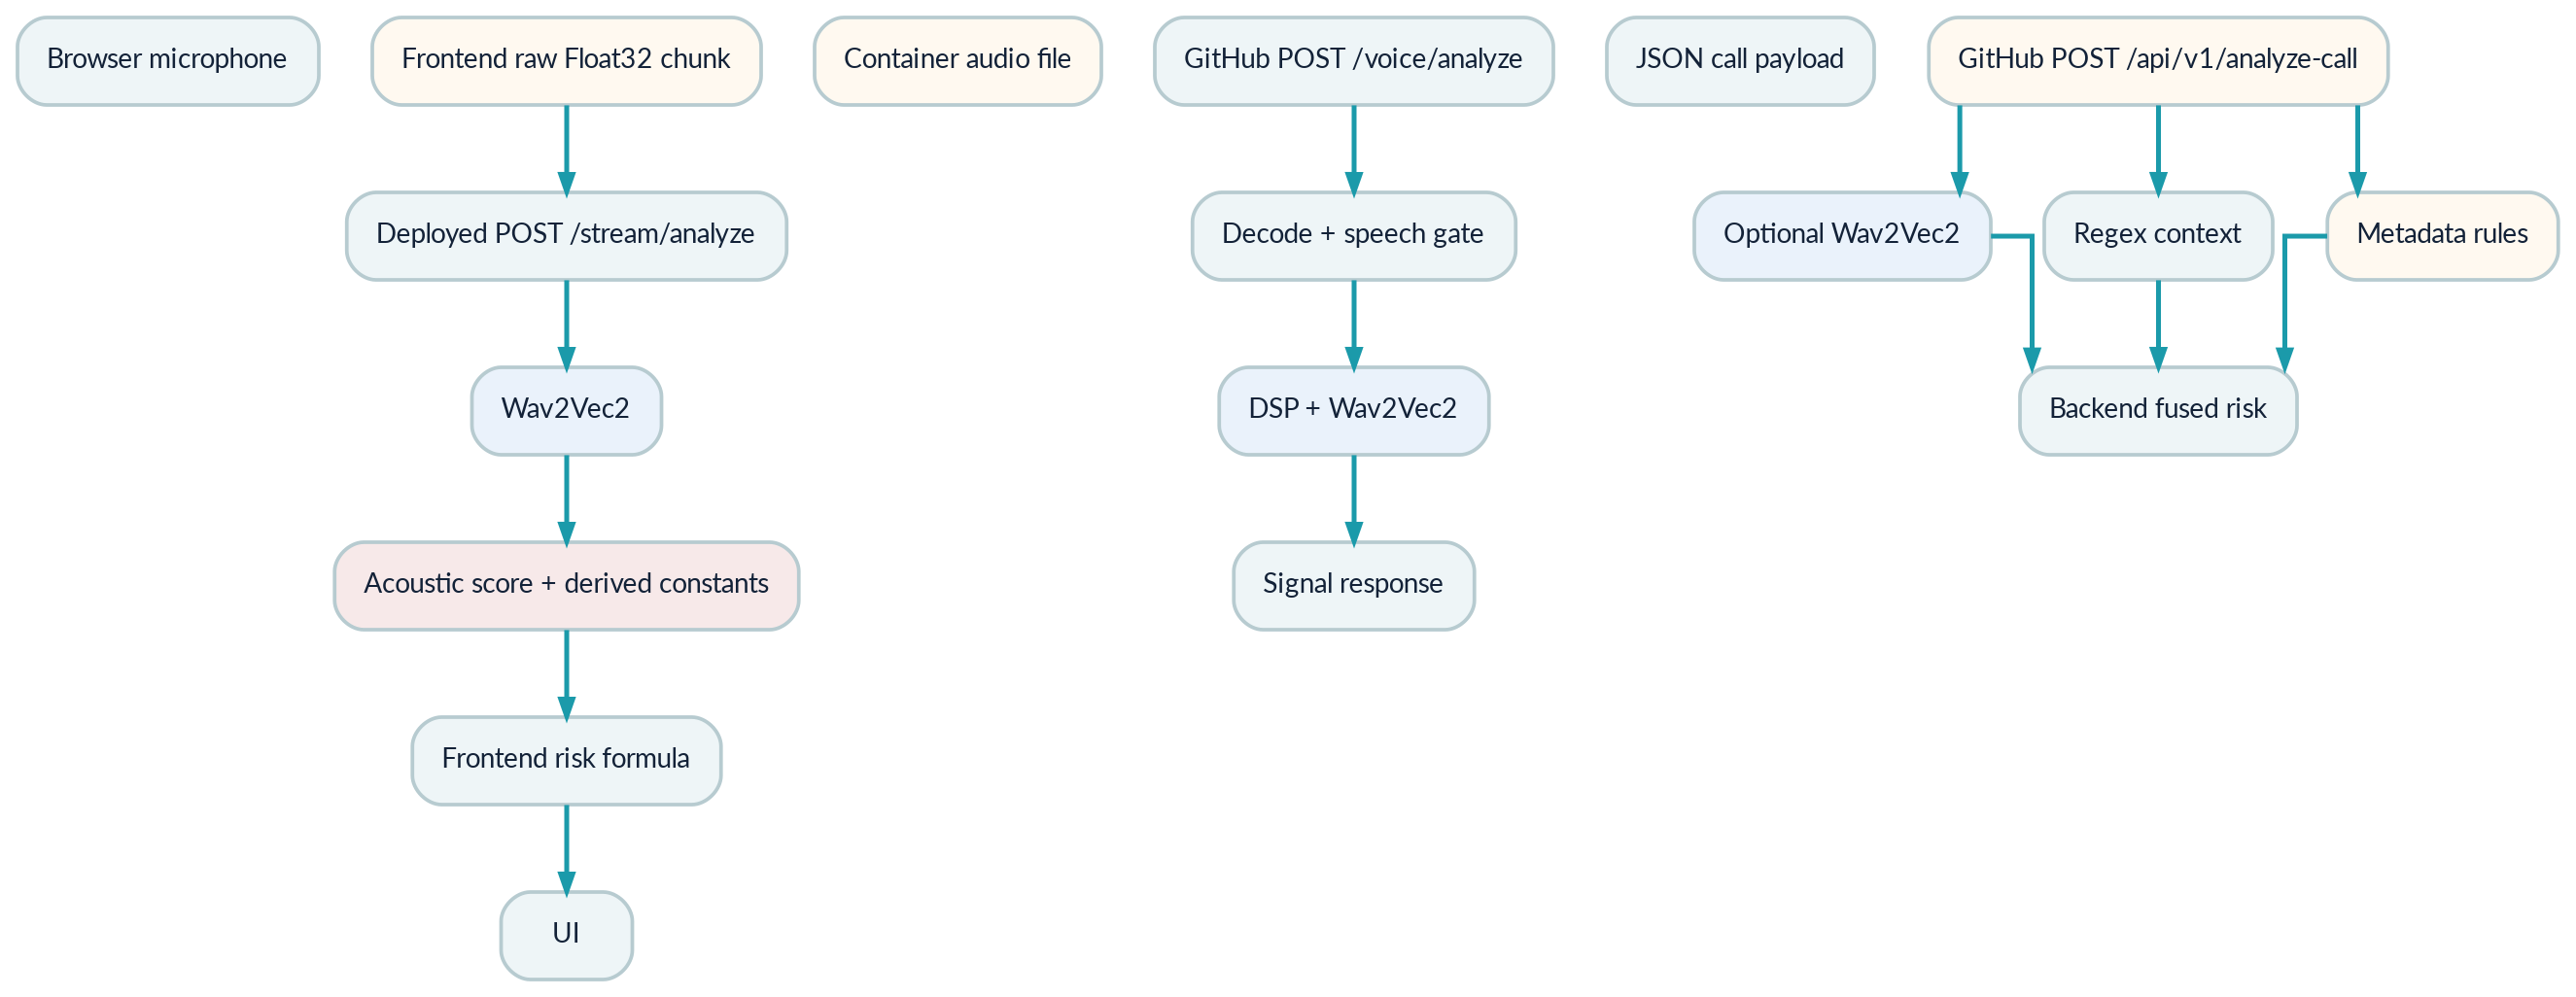 Browser microphone
Frontend raw Float32 chunk
Container audio file
GitHub POST /voice/analyze
JSON call payload
GitHub POST /api/v1/analyze-call
Deployed POST /stream/analyze
Decode + speech gate
Optional Wav2Vec2
Regex context
Metadata rules
Wav2Vec2
DSP + Wav2Vec2
Backend fused risk
Acoustic score + derived constants
Signal response
Frontend risk formula
UI